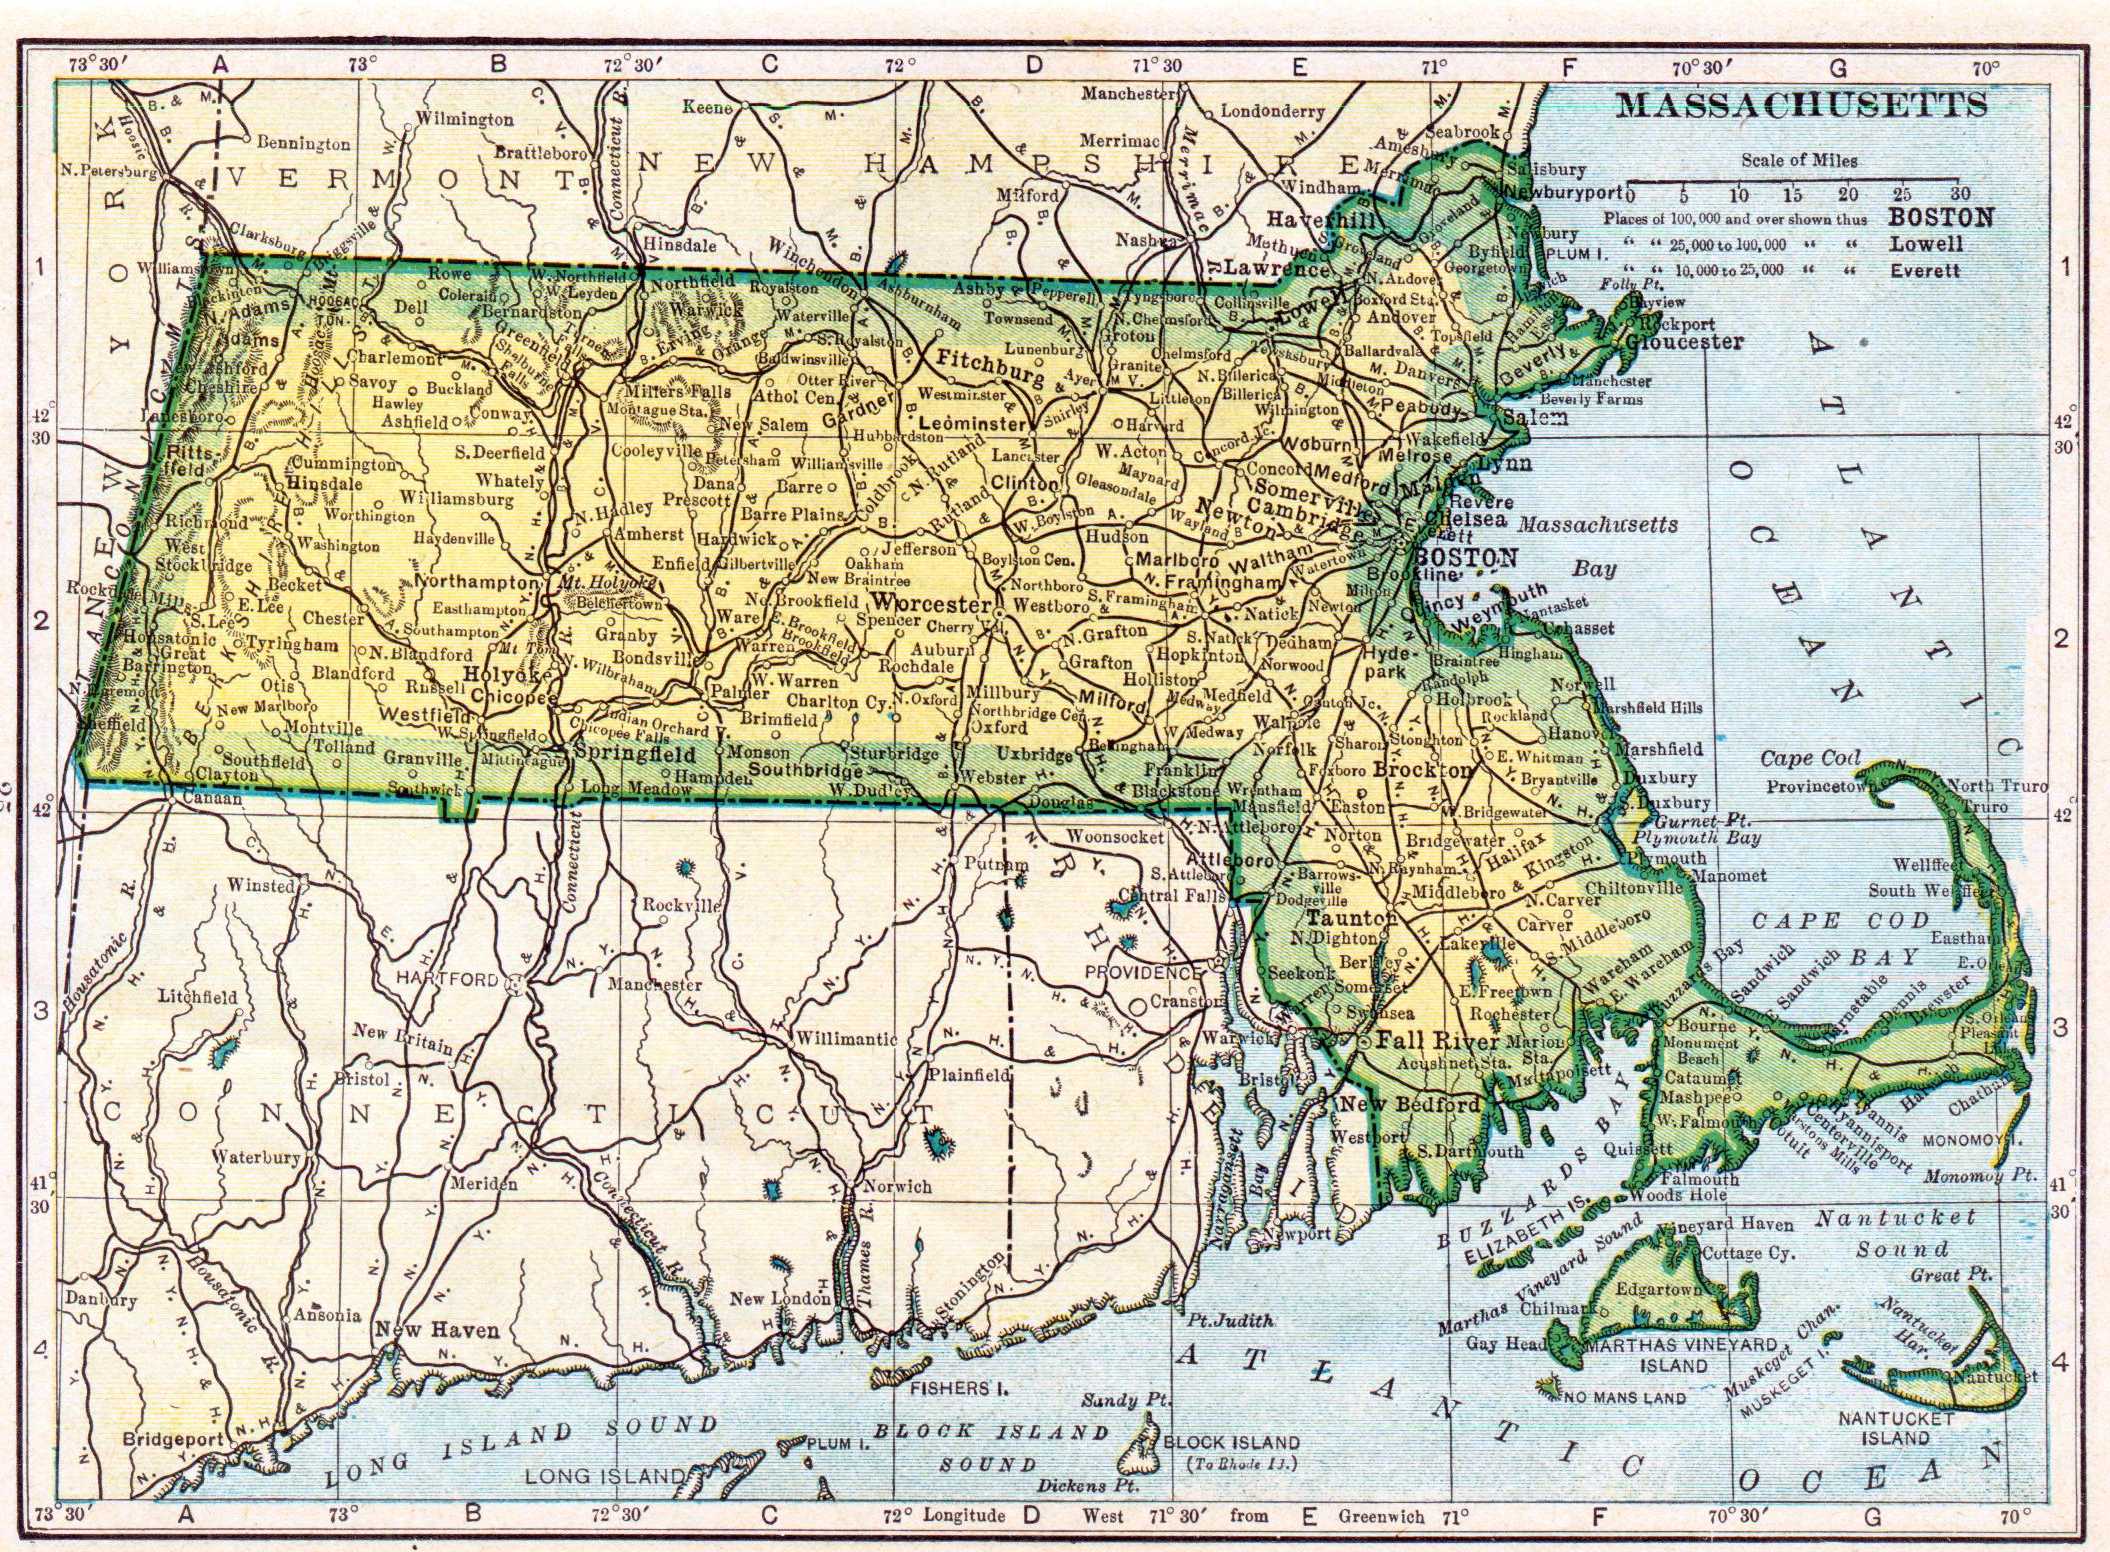 73°30′ A 73° B 72°30′ C 72° D 71°30′ E 71° F 70°30′ G 70°
MASSACHUSETTS
Scale of Miles
0 5 10 15 20 25 30
Places of 100,000 and over shown thus BOSTON
“ “ 25,000 to 100,000 “ “ Lowell
“ “ 10,000 to 25,000 “ “ Everett
NEW YORK
VERMONT
NEW HAMPSHIRE
N. Petersburg
Bennington
Wilmington
Brattleboro
Hinsdale
Keene
Winchendon
Milford
Manchester
Merrimac
Nashua
Londonderry
Windham
Seabrook
Hoosic
Connecticut R.
Merrimac R.
Amesbury
Merrimac
Salisbury
Newburyport
Newbury
PLUM I.
Byfield
Georgetown
Groveland
Haverhill
Methuen
Lawrence
N. Andover
Boxford Sta.
Andover
Topsfield
Ballardvale
Middleton
Danvers
Peabody
Hamilton
Folly Pt.
Rockport
Gloucester
Manchester
Beverly
Beverly Farms
Salem
Lynn
1
Clarksburg
Briggsville
Williamstown
N. Adams
Adams
Cheshire
Lanesboro
Pittsfield
HOOSAC TUN.
Rowe
Colerain
W. Northfield
W. Leyden
Bernardston
Dell
Northfield
Warwick
Royalston
Waterville
S. Royalston
Ashburnham
Ashby
Pepperell
Townsend
Lunenburg
Tyngsboro
N. Chelmsford
Collinsville
Lowell
Groton
Chelmsford
Tewksbury
Granite
N. Billerica
Billerica
Wilmington
Charlemont
Greenfield
Turners Falls
Shelburne Falls
Erving
Orange
Baldwinsville
Otter River
Athol Cen.
Gardner
Fitchburg
Westminster
Leominster
Ayer
Shirley
Littleton
Harvard
Savoy
Hawley
Buckland
Ashfield
Conway
Millers Falls
Montague Sta.
New Salem
Hubbardston
42° 30′
S. Deerfield
Whately
Cooleyville
Petersham
Williamsville
Dana
Prescott
Barre
Barre Plains
Coldbrook
N. Rutland
Rutland
Lancaster
Clinton
W. Boylston
Gleasondale
W. Acton
Maynard
Concord Jc.
Concord
Woburn
Wakefield
Melrose
Medford
Malden
Somerville
Cambridge
Newton
Revere
Chelsea
BOSTON
Brookline
Massachusetts Bay
Cummington
Hinsdale
Williamsburg
Worthington
Richmond
West Stockbridge
Washington
Becket
Haydenville
N. Hadley
Amherst
Enfield
Hardwick
Gilbertville
Oakham
New Braintree
Jefferson
Boylston Cen.
Hudson
Wayland
Marlboro
Waltham
Watertown
N. Framingham
Northboro
Northampton
Mt. Holyoke
Belchertown
Easthampton
Southampton
Mt Tom
Granby
Bondsville
Ware
No. Brookfield
E. Brookfield
Brookfield
Spencer
Worcester
Cherry Val.
Westboro
S. Framingham
Natick
S. Natick
Newton
Milton
Quincy
Weymouth
Nantasket
Cohasset
Hingham
Braintree
Dedham
Hyde-park
Norwood
Randolph
Holbrook
Norwell
Marshfield Hills
2
Rockdale Mills
E. Lee
S. Lee
Housatonic
Great Barrington
Tyringham
Chester
N. Blandford
Blandford
Otis
Russell
New Marlboro
Montville
Tolland
Granville
Sheffield
Southfield
Clayton
Southwick
BERKSHIRE
Holyoke
Chicopee
Westfield
W. Springfield
Mittineague
Springfield
Long Meadow
Chicopee Falls
Indian Orchard
N. Wilbraham
Palmer
Monson
Hampden
Warren
W. Warren
Brimfield
Sturbridge
Southbridge
Charlton Cy.
N. Oxford
Auburn
Rochdale
Oxford
Webster
W. Dudley
Millbury
Grafton
N. Grafton
Northbridge Cen.
Uxbridge
Douglas
Blackstone
Hopkinton
Holliston
Milford
Medway
W. Medway
Medfield
Bellingham
Franklin
Wrentham
Walpole
Norfolk
Sharon
Canton Jc.
Foxboro
Mansfield
Stoughton
Brockton
Rockland
Hanover
E. Whitman
Bryantville
Marshfield
Duxbury
S. Duxbury
Gurnet Pt.
Plymouth Bay
Plymouth
Manomet
Chiltonville
Easton
W. Bridgewater
Bridgewater
Halifax
Kingston
Norton
N. Attleboro
Attleboro
S. Attleboro
Barrowsville
Dodgeville
N. Raynham
Taunton
Middleboro
N. Carver
Carver
N. Dighton
Lakeville
S. Middleboro
Berkley
Seekonk
Somerset
Swansea
E. Freetown
Rochester
Wareham
E. Wareham
Buzzards Bay
Fall River
Marion Sta.
Acushnet Sta.
Mattapoisett
New Bedford
Westport
S. Dartmouth
Cape Cod
Provincetown
North Truro
Truro
Wellfleet
South Wellfleet
CAPE COD BAY
Eastham
E. Orleans
S. Orleans
Brewster
Dennis
Barnstable
Sandwich
E. Sandwich
Bourne
Monument Beach
Cataumet
Mashpee
W. Falmouth
Quissett
Falmouth
Woods Hole
Cotuit
Marstons Mills
Centerville
Hyannisport
Hyannis
Harwich
Chatham
Pleasant Lake
MONOMOY I.
Monomoy Pt.
BUZZARDS BAY
ELIZABETH IS.
Marthas Vineyard Sound
Vineyard Haven
Cottage Cy.
Edgartown
Chilmark
Gay Head
MARTHAS VINEYARD ISLAND
NO MANS LAND
Nantucket Sound
Great Pt.
Nantucket Har.
Muskeget Chan.
MUSKEGET I.
Nantucket
NANTUCKET ISLAND
ATLANTIC OCEAN
Canaan
Winsted
Rockville
Putnam
Woonsocket
Central Falls
PROVIDENCE
Cranston
Warwick
Warren
Bristol
Newport
Narragansett Bay
Pt. Judith
HARTFORD
Manchester
Litchfield
New Britain
Bristol
Willimantic
Plainfield
CONNECTICUT
Waterbury
Meriden
Norwich
Connecticut R.
Thames R.
Housatonic R.
Danbury
Ansonia
New Haven
New London
Stonington
Bridgeport
FISHERS I.
LONG ISLAND SOUND
LONG ISLAND
PLUM I.
BLOCK ISLAND SOUND
Sandy Pt.
BLOCK ISLAND
(To Rhode Id.)
Dickens Pt.
ATLANTIC OCEAN
42°
3
41° 30′
4
73°30′ A 73° B 72°30′ C 72° Longitude D West 71°30′ from E Greenwich 71° F 70°30′ G 70°